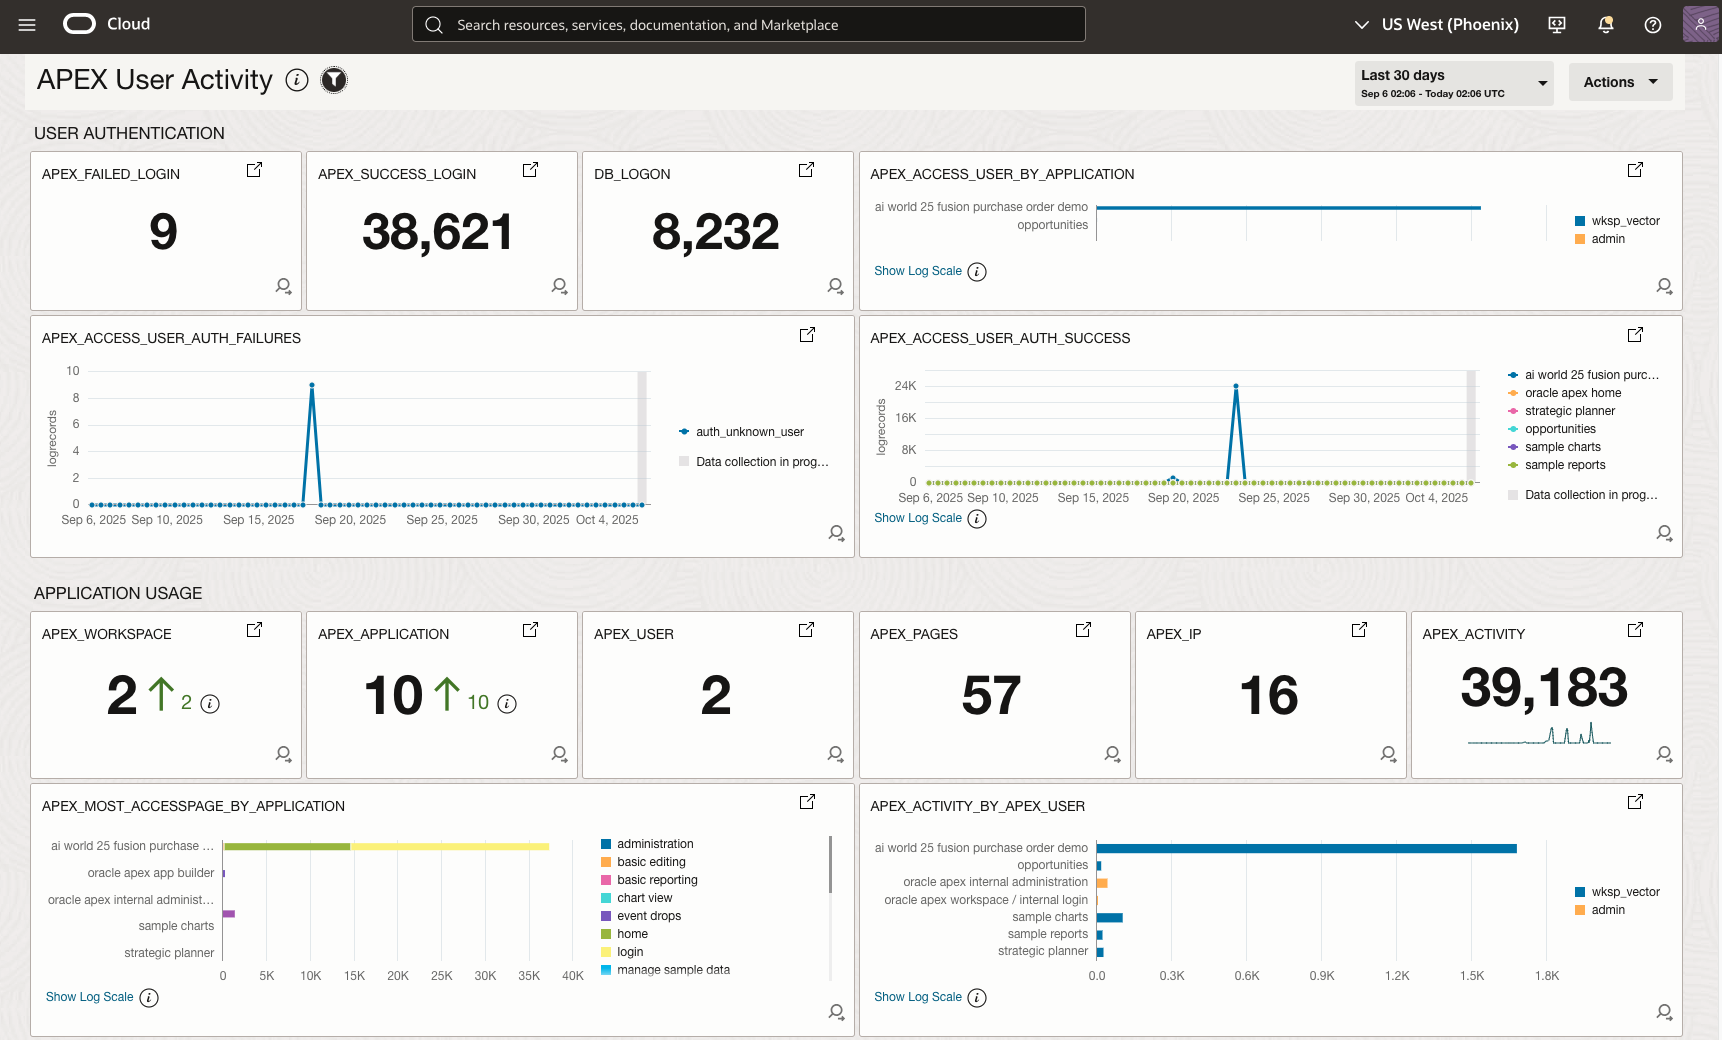 Cloud
Search resources, services, documentation, and Marketplace
US West (Phoenix)
APEX User Activity
Last 30 days
Sep 6 02:06 - Today 02:06 UTC
Actions
USER AUTHENTICATION
APEX_FAILED_LOGIN
9
APEX_SUCCESS_LOGIN
38,621
DB_LOGON
8,232
APEX_ACCESS_USER_BY_APPLICATION
ai world 25 fusion purchase order demo
opportunities
wksp_vector
admin
Show Log Scale
APEX_ACCESS_USER_AUTH_FAILURES
logrecords
10
8
6
4
2
0
Sep 6, 2025 Sep 10, 2025 Sep 15, 2025 Sep 20, 2025 Sep 25, 2025 Sep 30, 2025 Oct 4, 2025
auth_unknown_user
Data collection in prog...
APEX_ACCESS_USER_AUTH_SUCCESS
logrecords
24K
16K
8K
0
Sep 6, 2025 Sep 10, 2025 Sep 15, 2025 Sep 20, 2025 Sep 25, 2025 Sep 30, 2025 Oct 4, 2025
ai world 25 fusion purc...
oracle apex home
strategic planner
opportunities
sample charts
sample reports
Data collection in prog...
Show Log Scale
APPLICATION USAGE
APEX_WORKSPACE
2 2
APEX_APPLICATION
10 10
APEX_USER
2
APEX_PAGES
57
APEX_IP
16
APEX_ACTIVITY
39,183
APEX_MOST_ACCESSPAGE_BY_APPLICATION
ai world 25 fusion purchase ...
oracle apex app builder
oracle apex internal administ...
sample charts
strategic planner
0 5K 10K 15K 20K 25K 30K 35K 40K
administration
basic editing
basic reporting
chart view
event drops
home
login
manage sample data
Show Log Scale
APEX_ACTIVITY_BY_APEX_USER
ai world 25 fusion purchase order demo
opportunities
oracle apex internal administration
oracle apex workspace / internal login
sample charts
sample reports
strategic planner
0.0 0.3K 0.6K 0.9K 1.2K 1.5K 1.8K
wksp_vector
admin
Show Log Scale